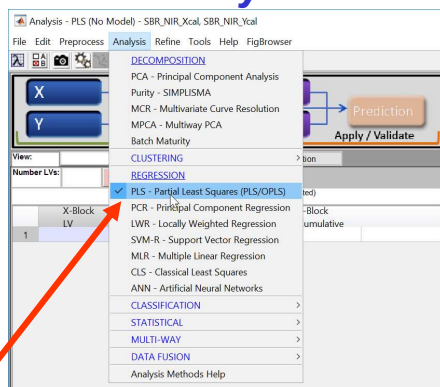 Analysis - PLS (No Model) - SBR_NIR_Xcal, SBR_NIR_Ycal
File Edit Preprocess Analysis Refine Tools Help FigBrowser
DECOMPOSITION
PCA - Principal Component Analysis
Purity - SIMPLISMA
MCR - Multivariate Curve Resolution
MPCA - Multiway PCA
Batch Maturity
CLUSTERING >
REGRESSION
✓ PLS - Partial Least Squares (PLS/OPLS)
PCR - Principal Component Regression
LWR - Locally Weighted Regression
SVM-R - Support Vector Regression
MLR - Multiple Linear Regression
CLS - Classical Least Squares
ANN - Artificial Neural Networks
CLASSIFICATION >
STATISTICAL >
MULTI-WAY >
DATA FUSION >
Analysis Methods Help
X
Y
Prediction
Apply / Validate
View:
Number LVs:
X-Block
LV
-Block
umulative
1